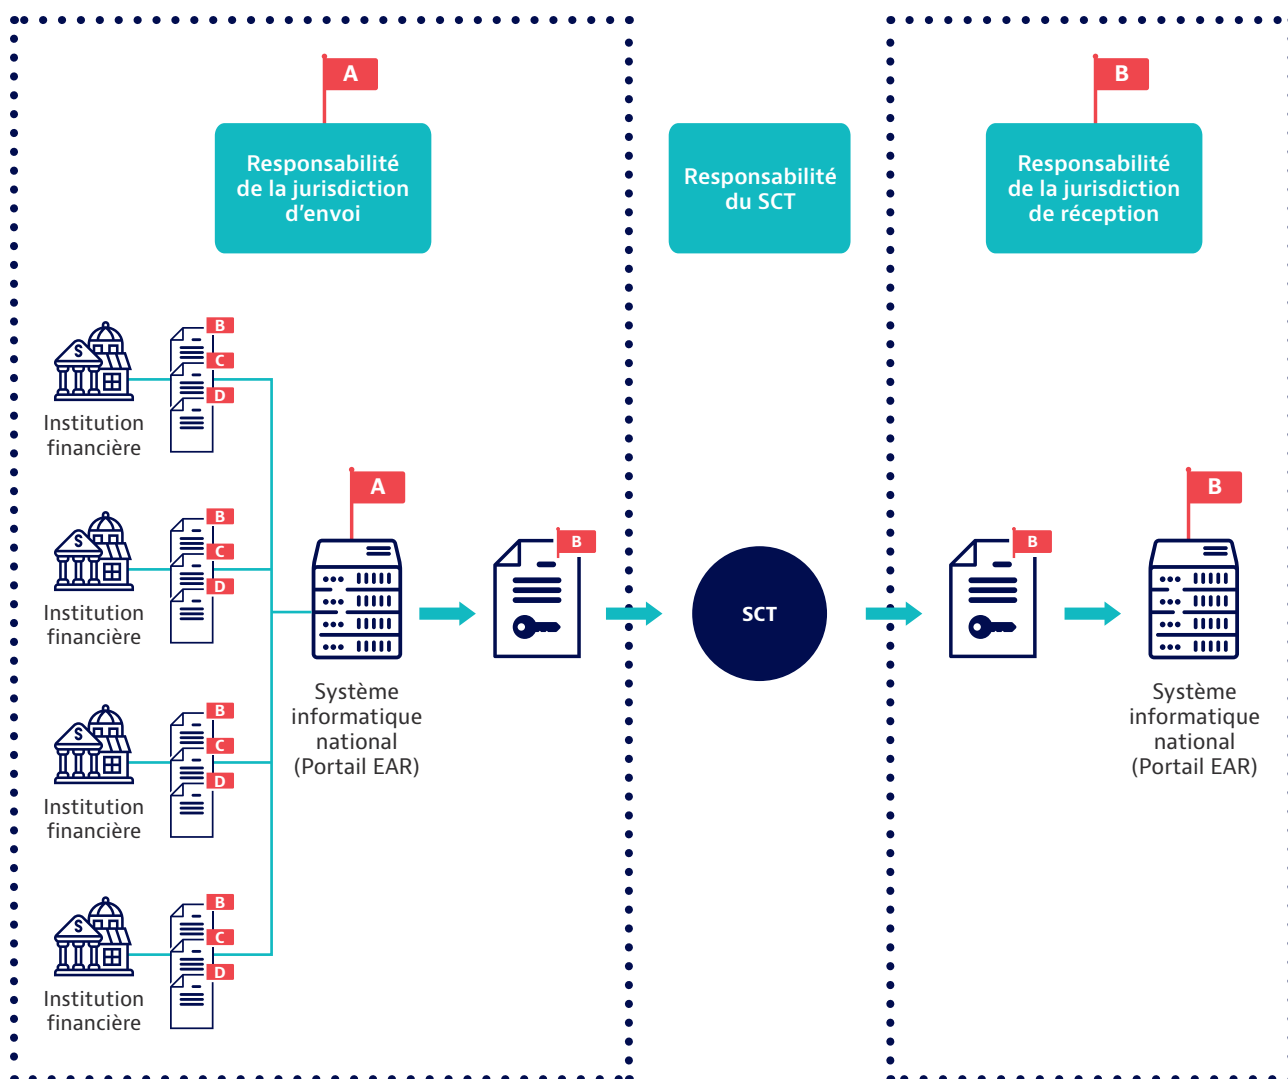 A
Responsabilité
de la jurisdiction
d'envoi
Responsabilité
du SCT
B
Responsabilité
de la jurisdiction
de réception
$
B
C
D
Institution
financière
$
B
C
D
Institution
financière
$
B
C
D
Institution
financière
$
B
C
D
Institution
financière
A
Système
informatique
national
(Portail EAR)
B
SCT
B
B
Système
informatique
national
(Portail EAR)